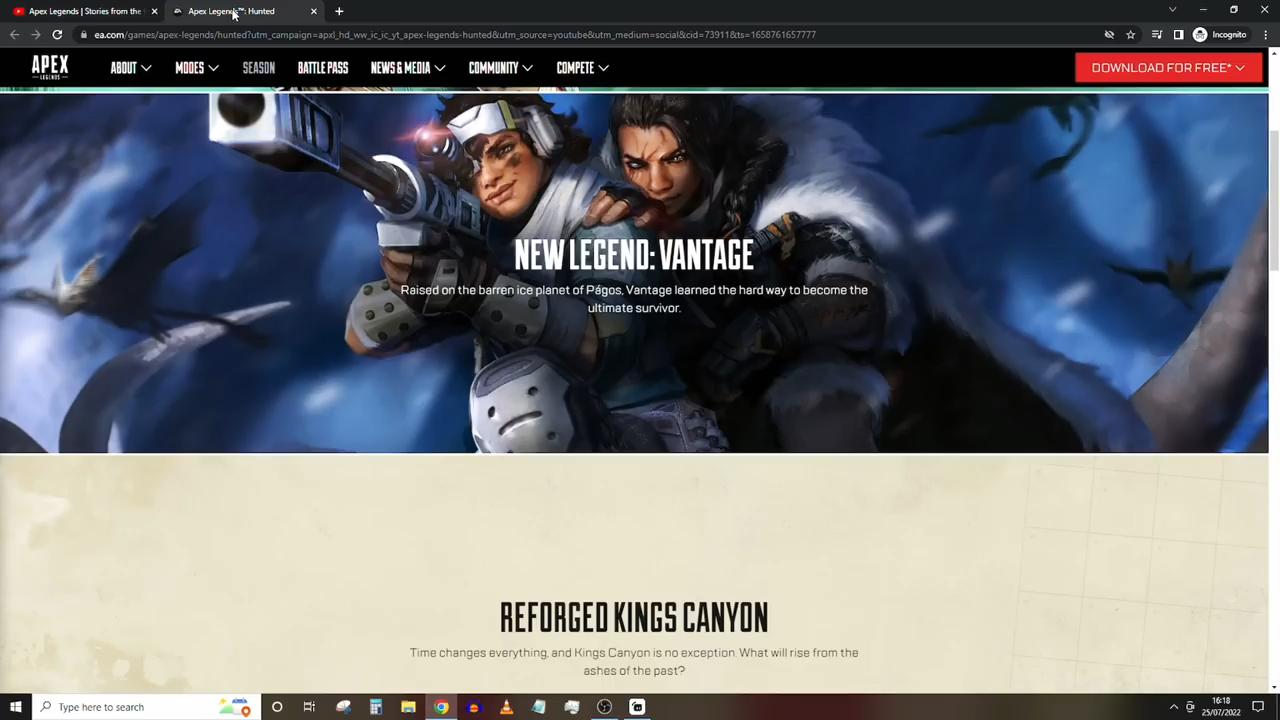 Apex Legends | Stories from the
Apex Legends™: Hunted
ea.com/games/apex-legends/hunted?utm_campaign=apxl_hd_ww_ic_ic_yt_apex-legends-hunted&utm_source=youtube&utm_medium=social&cid=73911&ts=1658761657777
Incognito
APEX
LEGENDS
ABOUT
MODES
SEASON
BATTLE PASS
NEWS & MEDIA
COMMUNITY
COMPETE
DOWNLOAD FOR FREE*
NEW LEGEND: VANTAGE
Raised on the barren ice planet of Págos, Vantage learned the hard way to become the
ultimate survivor.
REFORGED KINGS CANYON
Time changes everything, and Kings Canyon is no exception. What will rise from the
ashes of the past?
Type here to search
16:18
25/07/2022